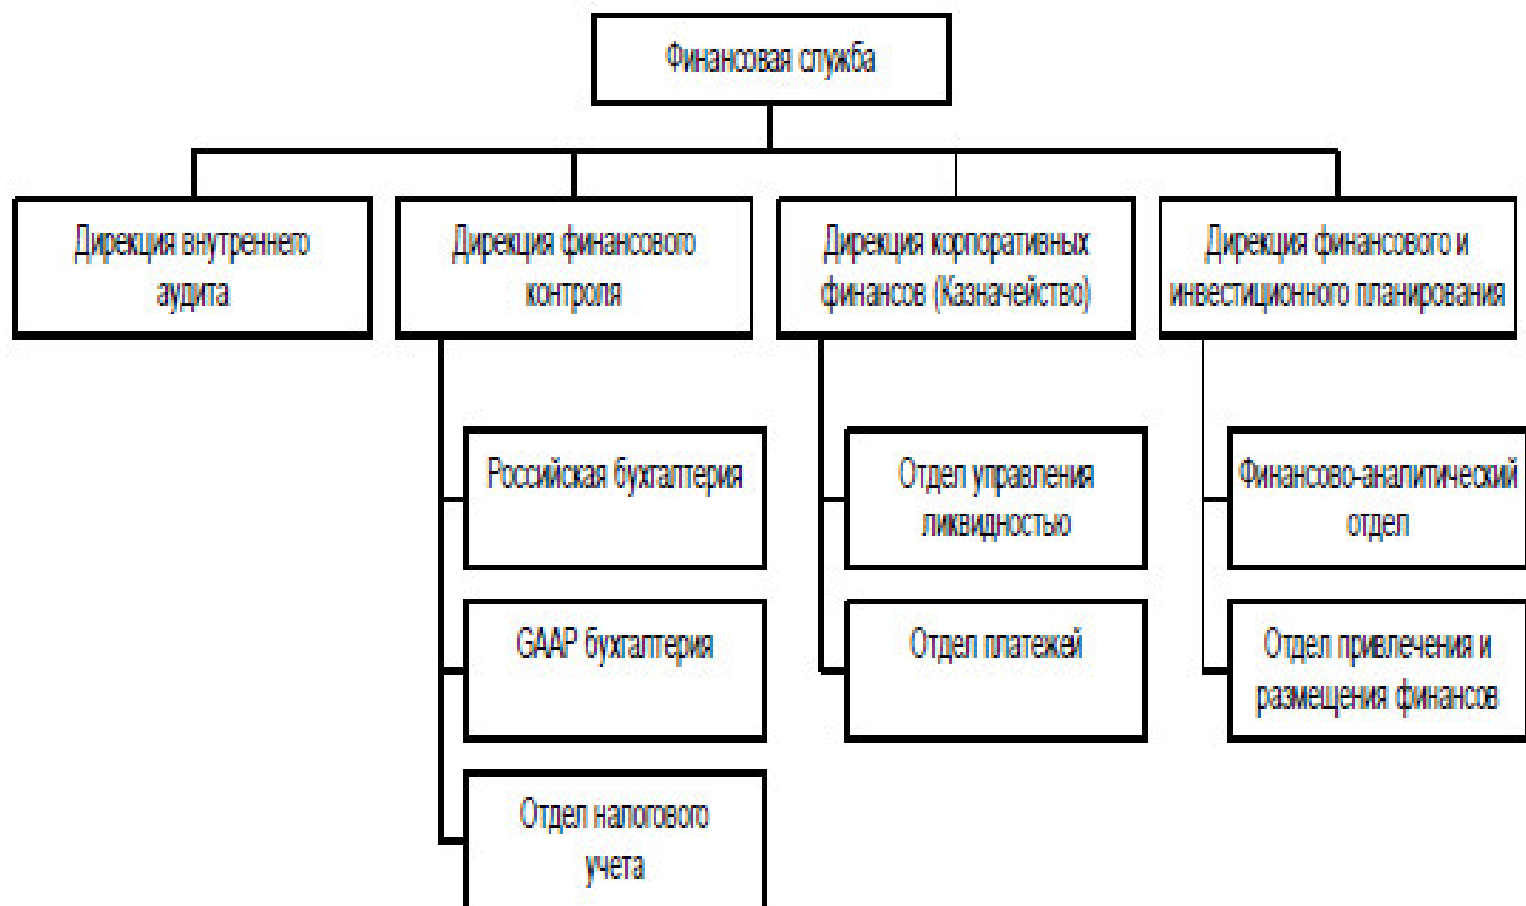 Финансовая служба
Дирекция внутреннего
аудита
Дирекция финансового
контроля
Дирекция корпоративных
финансов (Казначейство)
Дирекция финансового и
инвестиционного планирования
Российская бухгалтерия
Отдел управления
ликвидностью
Финансово-аналитический
отдел
GAAP бухгалтерия
Отдел платежей
Отдел привлечения и
размещения финансов
Отдел налогового
учета